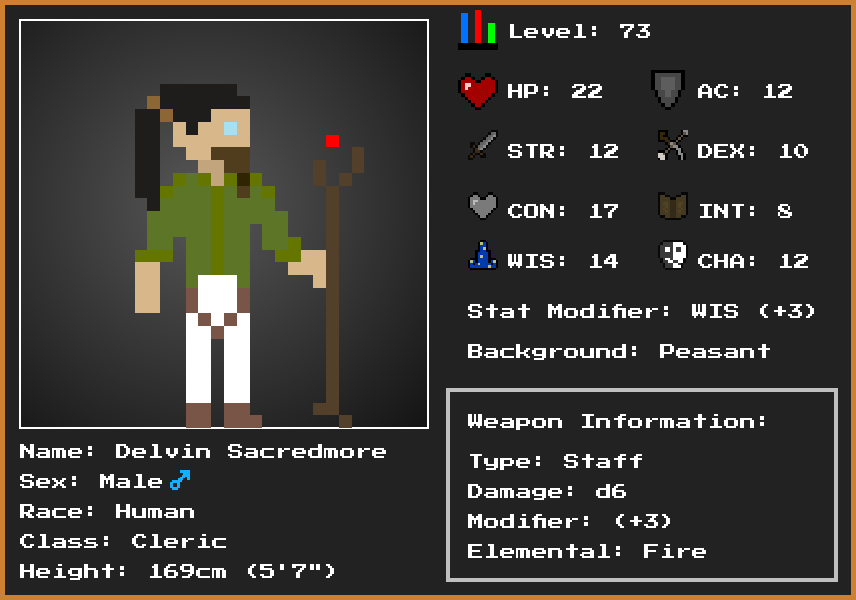 Level: 73
HP: 22 AC: 12
STR: 12 DEX: 10
CON: 17 INT: 8
WIS: 14 CHA: 12
Stat Modifier: WIS (+3)
Background: Peasant
Weapon Information:
Type: Staff
Damage: d6
Modifier: (+3)
Elemental: Fire
Name: Delvin Sacredmore
Sex: Male♂
Race: Human
Class: Cleric
Height: 169cm (5'7")